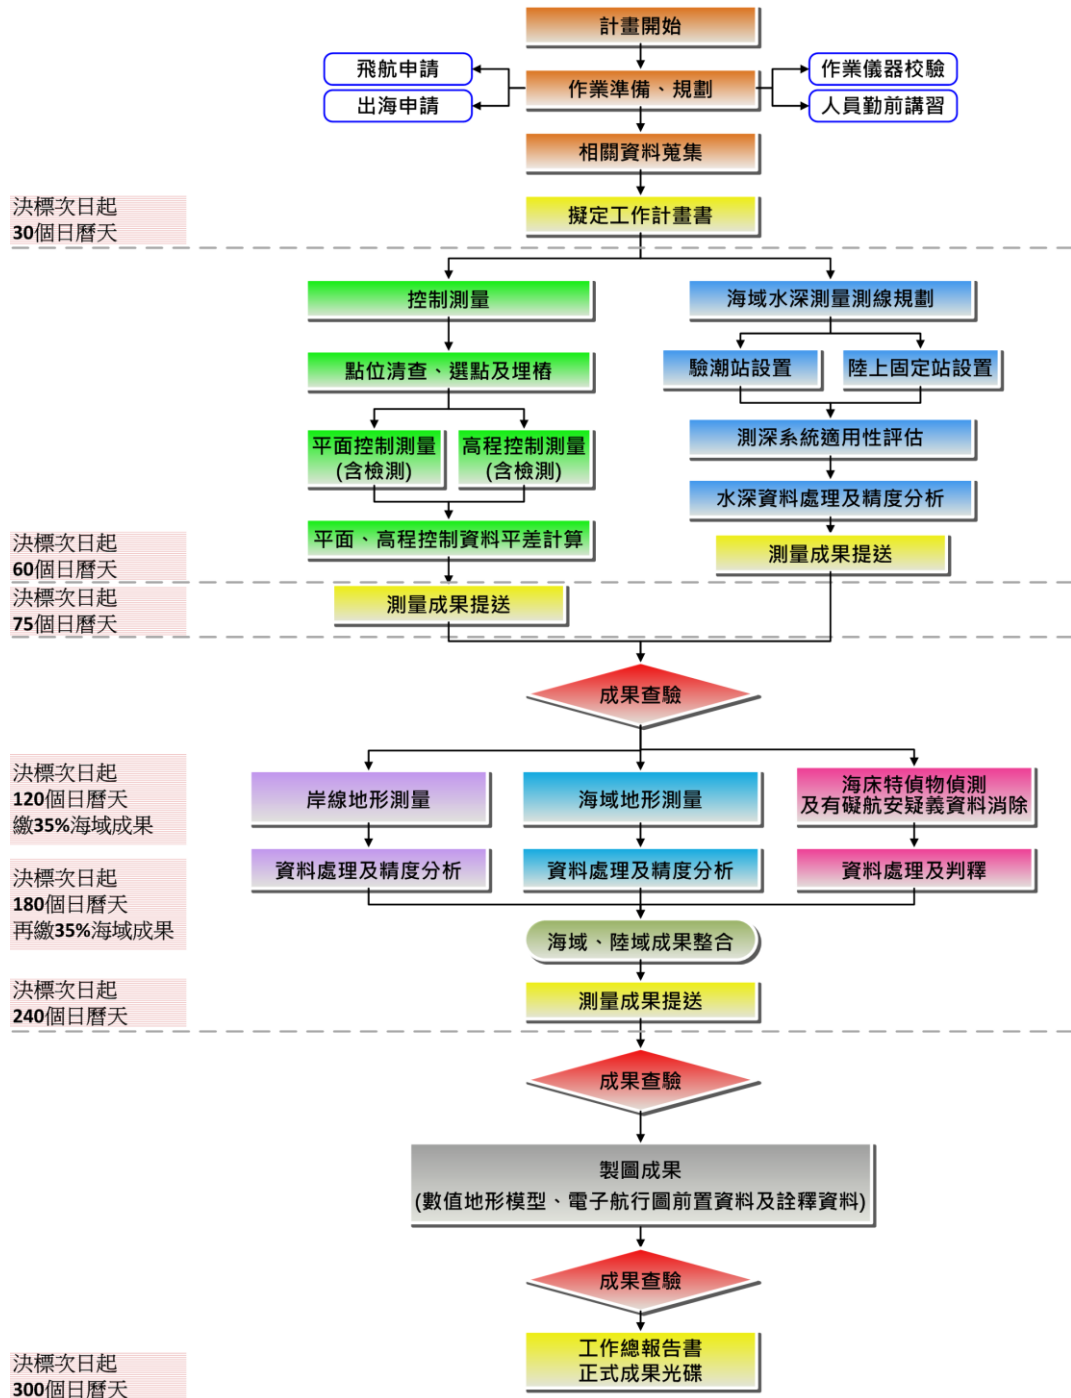 計畫開始
飛航申請
出海申請
作業準備、規劃
作業儀器校驗
人員勤前講習
相關資料蒐集
決標次日起
30個日曆天
擬定工作計畫書
控制測量
海域水深測量測線規劃
點位清查、選點及埋樁
驗潮站設置
陸上固定站設置
平面控制測量
(含檢測)
高程控制測量
(含檢測)
測深系統適用性評估
水深資料處理及精度分析
平面、高程控制資料平差計算
決標次日起
60個日曆天
測量成果提送
決標次日起
75個日曆天
測量成果提送
成果查驗
決標次日起
120個日曆天
繳35%海域成果
岸線地形測量
海域地形測量
海床特偵物偵測
及有礙航安疑義資料消除
決標次日起
180個日曆天
再繳35%海域成果
資料處理及精度分析
資料處理及精度分析
資料處理及判釋
海域、陸域成果整合
決標次日起
240個日曆天
測量成果提送
成果查驗
製圖成果
(數值地形模型、電子航行圖前置資料及詮釋資料)
成果查驗
決標次日起
300個日曆天
工作總報告書
正式成果光碟